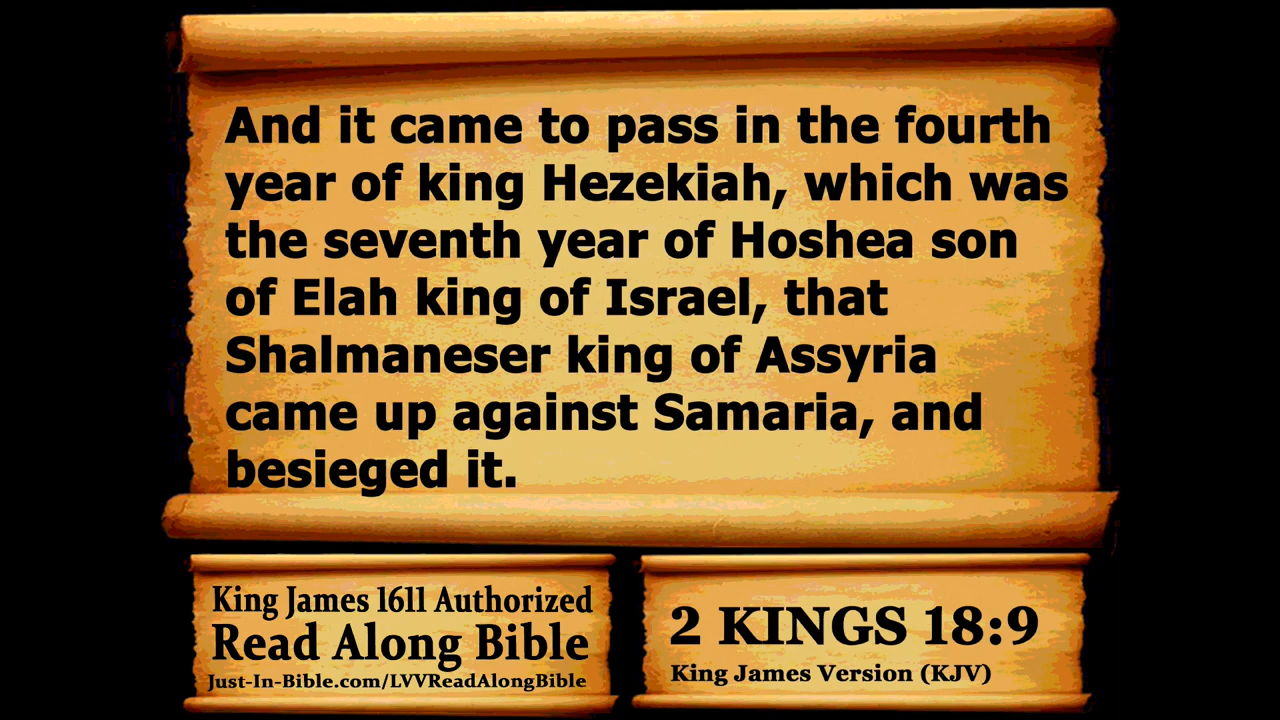 And it came to pass in the fourth
year of king Hezekiah, which was
the seventh year of Hoshea son
of Elah king of Israel, that
Shalmaneser king of Assyria
came up against Samaria, and
besieged it.
King James 1611 Authorized
Read Along Bible
Just-In-Bible.com/LVVReadAlongBible
2 KINGS 18:9
King James Version (KJV)